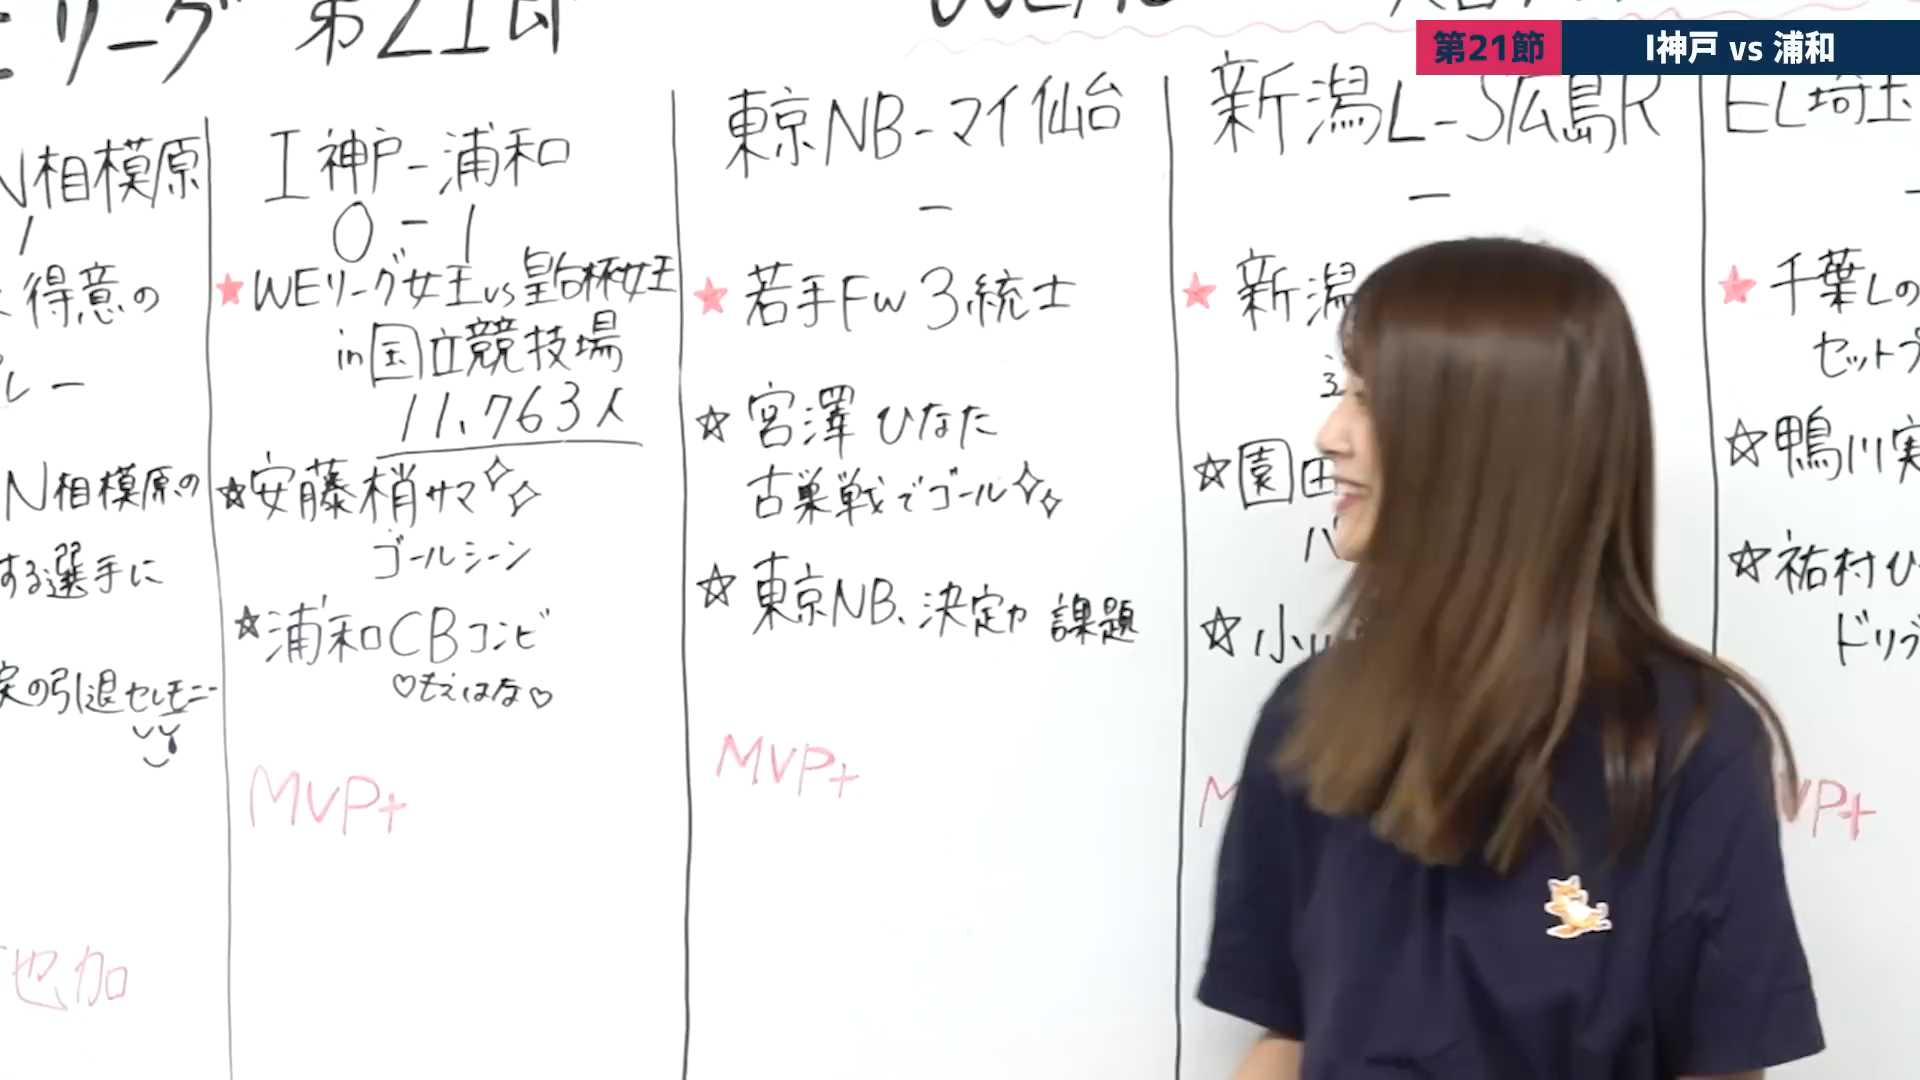 リーグ 第21節
第21節 I神戸 vs 浦和
N相模原
1
得意の
レー
N相模原の
する選手に
の引退セレモニー
也加
I神戸-浦和
0-1
★WEリーグ女王vs皇后杯女王
in国立競技場
11,763人
☆安藤梢サマ
ゴールシーン
☆浦和CBコンビ
♡もえはな♡
MVP+
東京NB-マイ仙台
-
★若手FW3銃士
☆宮澤ひなた
古巣戦でゴール
☆東京NB、決定力 課題
MVP+
新潟L-S広島R
-
★新潟
☆園田
☆小
M
EL埼玉
-
★千葉Lの
セットプ
☆鴨川実
☆祐村ひ
ドリブ
VP+